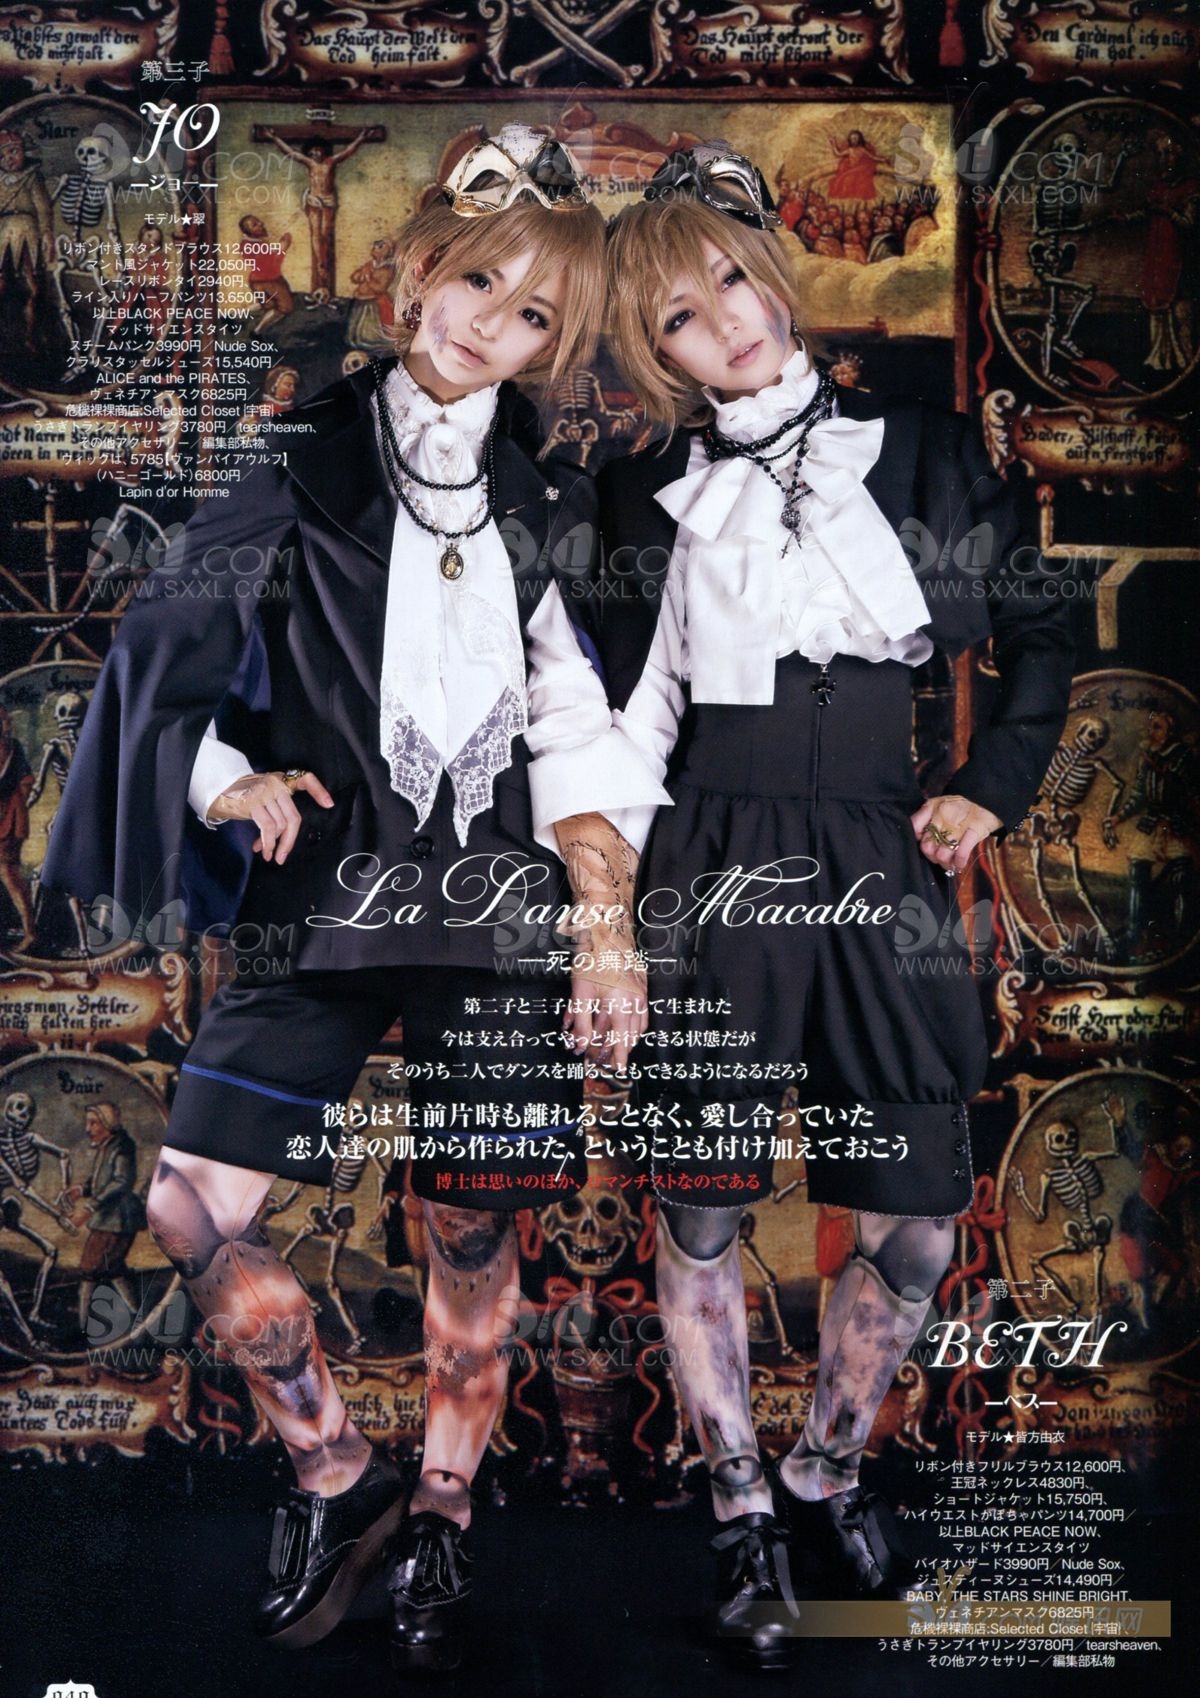 Das Haupt der Welt dem
Tod heimfält.
Das Haupt gekront der
nicht khont.
Den Cardinal ich auch
hin hol.
第三子
JO
—ジョー—
モデル★翠
リボン付きスタンドブラウス12,600円、
マント風ジャケット22,050円、
レースリボンタイ2940円、
ライン入りハーフパンツ13,650円／
以上BLACK PEACE NOW、
マッドサイエンスタイツ
スチームパンク3990円／Nude Sox、
クラリスタッセルシューズ15,540円／
ALICE and the PIRATES、
ヴェネチアンマスク6825円／
危機裸裸商店:Selected Closet [宇宙] 、
うさぎトランプイヤリング3780円／tearsheaven、
その他アクセサリー／編集部私物、
ウィッグは、5785【ヴァンパイアウルフ】
(ハニーゴールド)6800円／
Lapin d'or Homme
La Danse Macabre
—死の舞踏—
第二子と三子は双子として生まれた
今は支え合ってやっと歩行できる状態だが
そのうち二人でダンスを踊ることもできるようになるだろう
彼らは生前片時も離れることなく、愛し合っていた
恋人達の肌から作られた、ということも付け加えておこう
博士は思いのほか、ロマンチストなのである
第二子
BETH
—ベス—
モデル★皆方由衣
リボン付きフリルブラウス12,600円、
王冠ネックレス4830円、
ショートジャケット15,750円、
ハイウエストかぼちゃパンツ14,700円／
以上BLACK PEACE NOW、
マッドサイエンスタイツ
バイオハザード3990円／Nude Sox、
ジュスティーヌシューズ14,490円／
BABY, THE STARS SHINE BRIGHT、
ヴェネチアンマスク6825円
危機裸裸商店:Selected Closet [宇宙] 、
うさぎトランプイヤリング3780円／tearsheaven、
その他アクセサリー／編集部私物
SXXL.COM
WWW.SXXL.COM